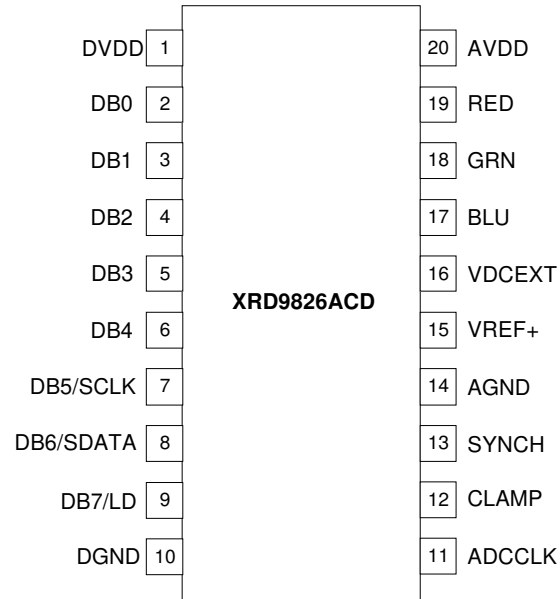 DVDD 1 20 AVDD
DB0 2 19 RED
DB1 3 18 GRN
DB2 4 17 BLU
DB3 5 16 VDCEXT
XRD9826ACD
DB4 6 15 VREF+
DB5/SCLK 7 14 AGND
DB6/SDATA 8 13 SYNCH
DB7/LD 9 12 CLAMP
DGND 10 11 ADCCLK